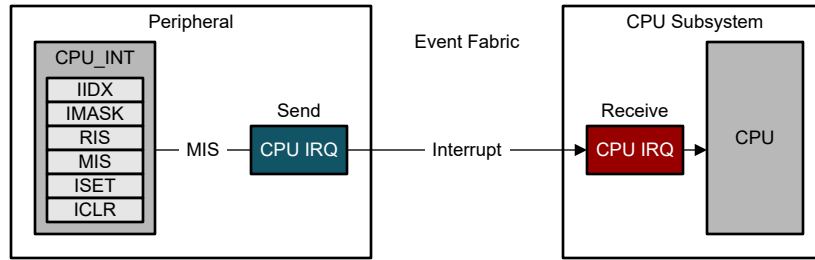 Peripheral
Event Fabric
CPU Subsystem
CPU_INT
IIDX
IMASK
RIS
MIS
ISET
ICLR
MIS
Send
CPU IRQ
Interrupt
Receive
CPU IRQ
CPU